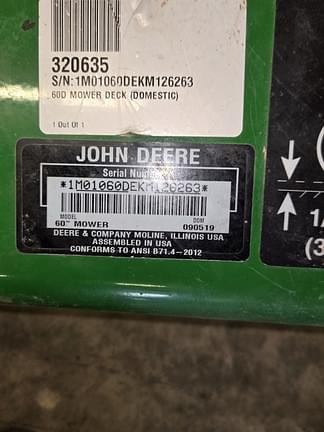 320635
S/N:1M01060DEKM126263
60D MOWER DECK (DOMESTIC)
1 Out Of 1
JOHN DEERE
Serial Number
*1M01060DEKM126263*
MODEL DOM
60" MOWER 090519
DEERE & COMPANY MOLINE, ILLINOIS USA
ASSEMBLED IN USA
CONFORMS TO ANSI B71.4-2012